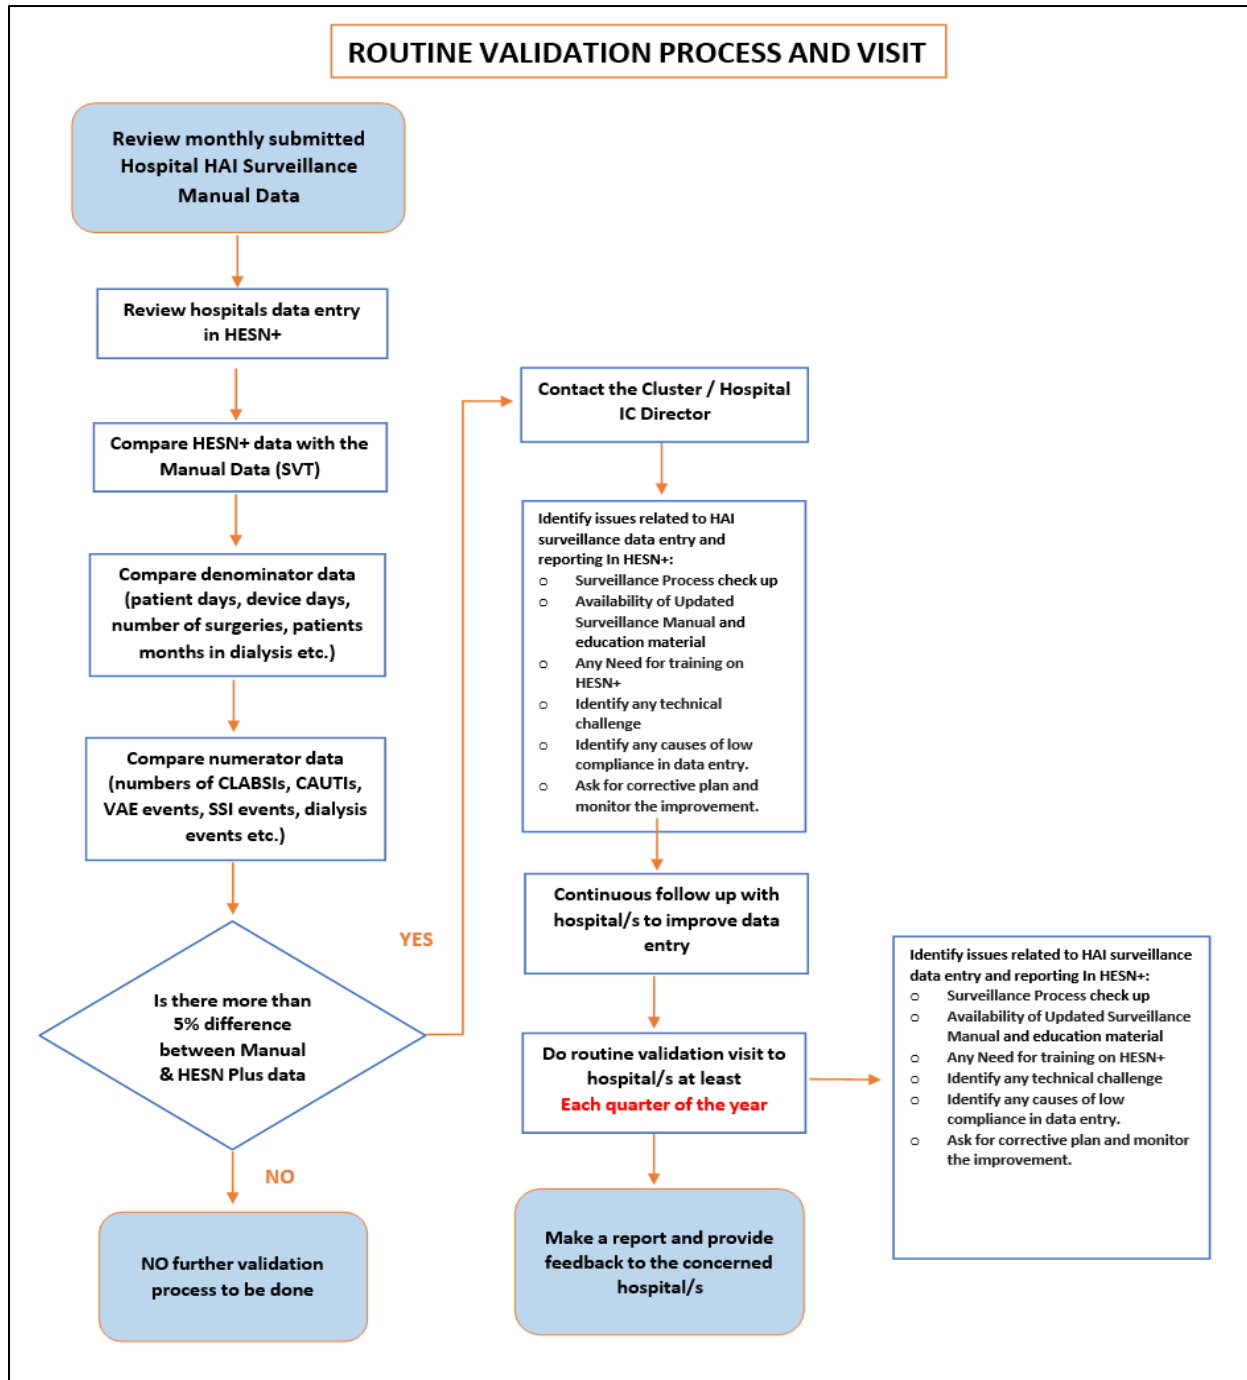 ROUTINE VALIDATION PROCESS AND VISIT
Review monthly submitted
Hospital HAI Surveillance
Manual Data
Review hospitals data entry
in HESN+
Compare HESN+ data with the
Manual Data (SVT)
Compare denominator data
(patient days, device days,
number of surgeries, patients
months in dialysis etc.)
Compare numerator data
(numbers of CLABSIs, CAUTIs,
VAE events, SSI events, dialysis
events etc.)
Is there more than
5% difference
between Manual
& HESN Plus data
YES
NO
NO further validation
process to be done
Contact the Cluster / Hospital
IC Director
Identify issues related to HAI
surveillance data entry and
reporting In HESN+:
o Surveillance Process check up
o Availability of Updated
Surveillance Manual and
education material
o Any Need for training on
HESN+
o Identify any technical
challenge
o Identify any causes of low
compliance in data entry.
o Ask for corrective plan and
monitor the improvement.
Continuous follow up with
hospital/s to improve data
entry
Do routine validation visit to
hospital/s at least
Each quarter of the year
Make a report and provide
feedback to the concerned
hospital/s
Identify issues related to HAI surveillance
data entry and reporting In HESN+:
o Surveillance Process check up
o Availability of Updated Surveillance
Manual and education material
o Any Need for training on HESN+
o Identify any technical challenge
o Identify any causes of low
compliance in data entry.
o Ask for corrective plan and monitor
the improvement.